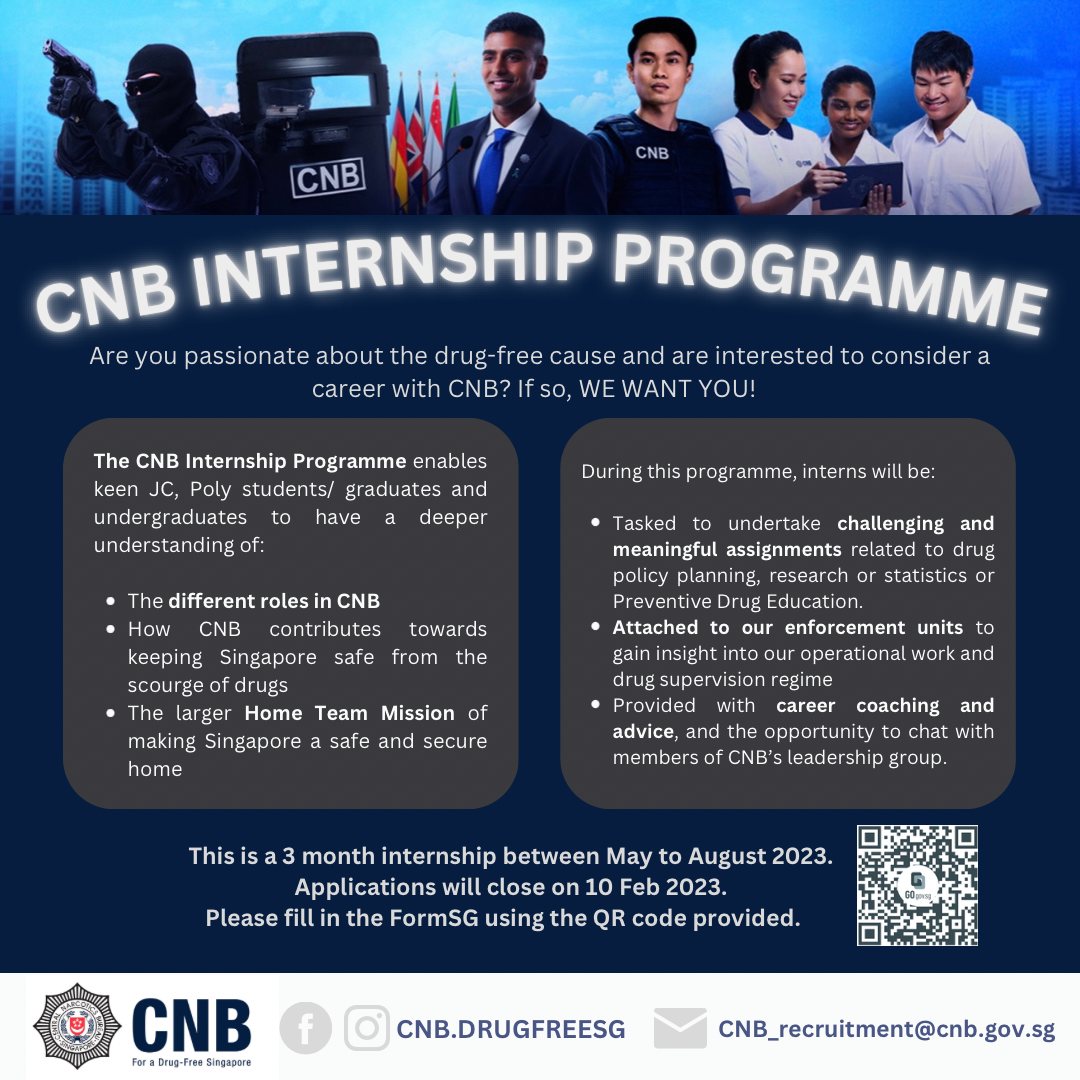 CNB
CNB
CNB INTERNSHIP PROGRAMME
Are you passionate about the drug-free cause and are interested to consider a
career with CNB? If so, WE WANT YOU!
The CNB Internship Programme enables
keen JC, Poly students/ graduates and
undergraduates to have a deeper
understanding of:
• The different roles in CNB
• How CNB contributes towards
keeping Singapore safe from the
scourge of drugs
• The larger Home Team Mission of
making Singapore a safe and secure
home
During this programme, interns will be:
• Tasked to undertake challenging and
meaningful assignments related to drug
policy planning, research or statistics or
Preventive Drug Education.
• Attached to our enforcement units to
gain insight into our operational work and
drug supervision regime
• Provided with career coaching and
advice, and the opportunity to chat with
members of CNB's leadership group.
This is a 3 month internship between May to August 2023.
Applications will close on 10 Feb 2023.
Please fill in the FormSG using the QR code provided.
GO.gov.sg
CENTRAL NARCOTICS BUREAU
SINGAPORE
CNB
For a Drug-Free Singapore
CNB.DRUGFREESG
CNB_recruitment@cnb.gov.sg